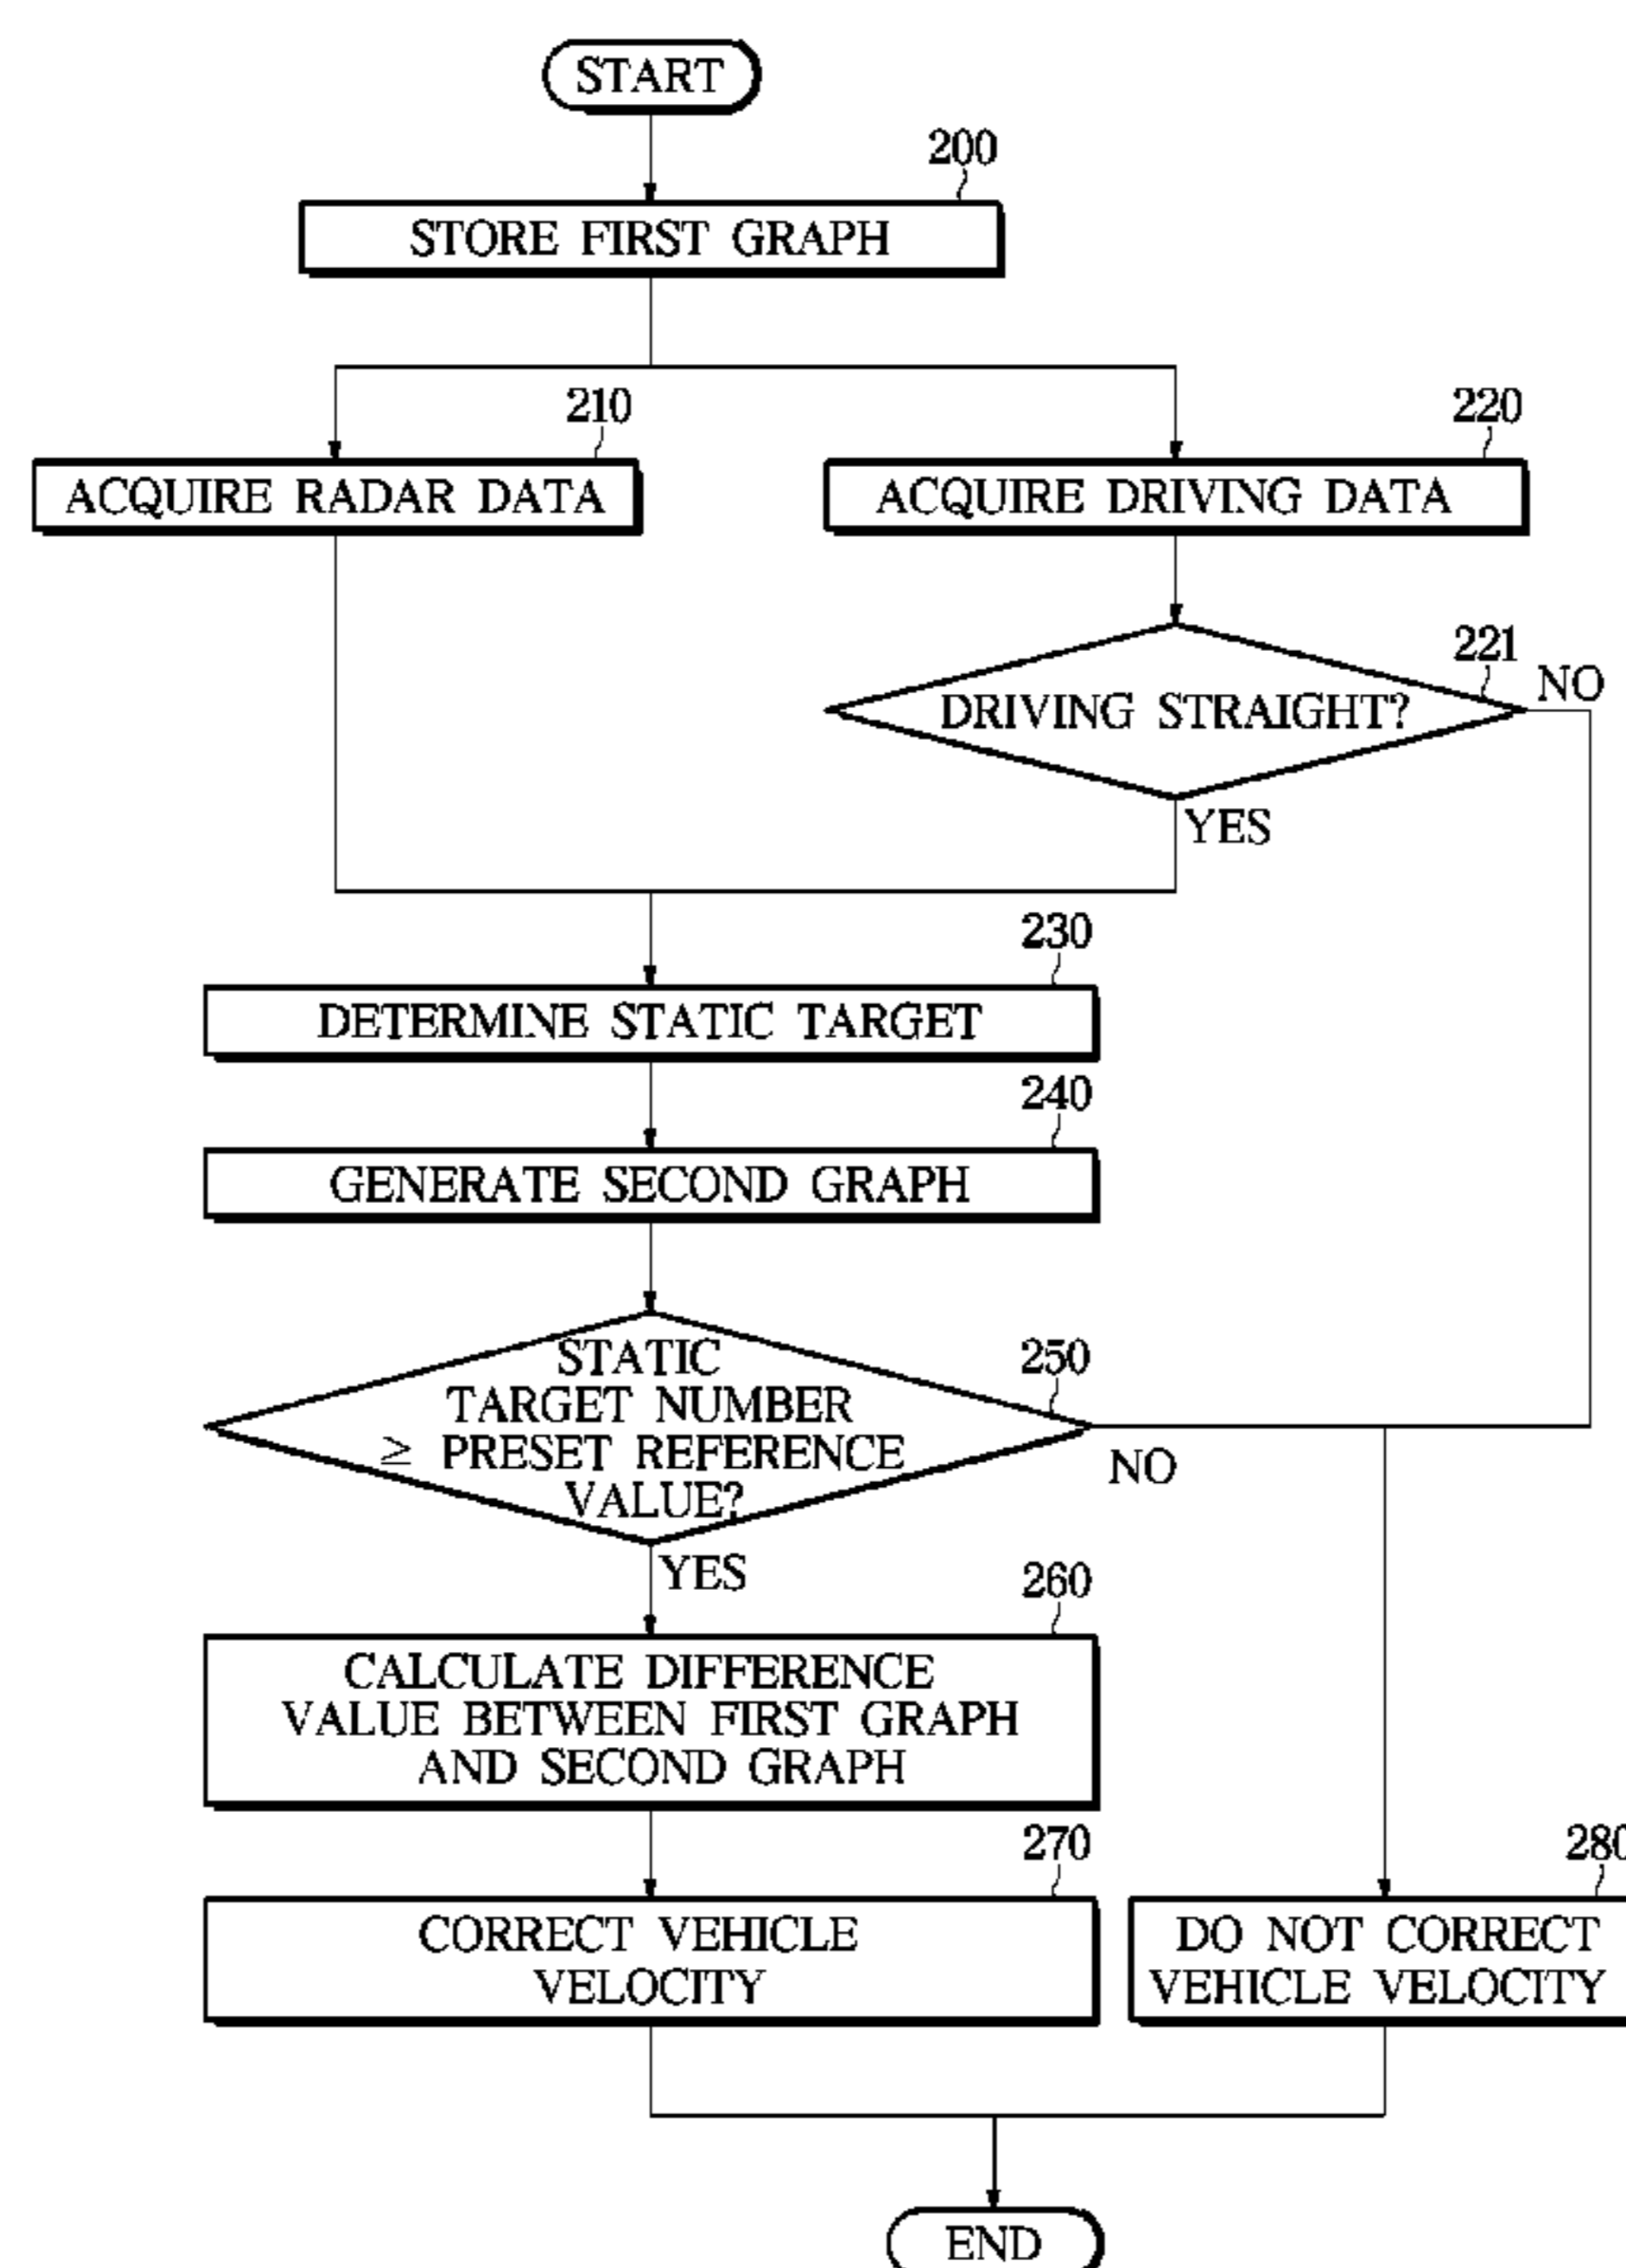 START
200
STORE FIRST GRAPH
210
220
ACQUIRE RADAR DATA
ACQUIRE DRIVING DATA
221
NO
DRIVING STRAIGHT?
YES
230
DETERMINE STATIC TARGET
240
GENERATE SECOND GRAPH
STATIC
TARGET NUMBER
≥ PRESET REFERENCE
VALUE?
250
NO
YES
260
CALCULATE DIFFERENCE
VALUE BETWEEN FIRST GRAPH
AND SECOND GRAPH
270
280
CORRECT VEHICLE
VELOCITY
DO NOT CORRECT
VEHICLE VELOCITY
END